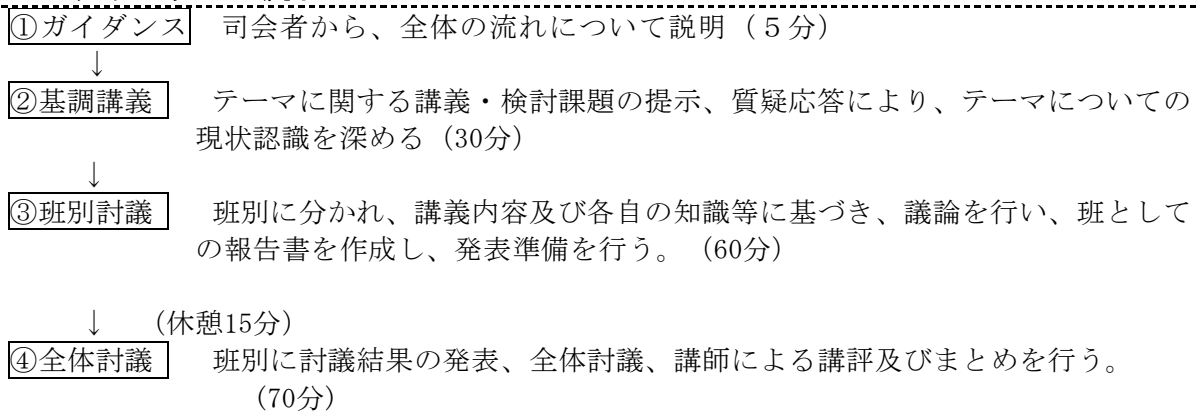 ①ガイダンス　司会者から、全体の流れについて説明（５分）
↓
②基調講義　テーマに関する講義・検討課題の提示、質疑応答により、テーマについての
現状認識を深める（30分）
↓
③班別討議　班別に分かれ、講義内容及び各自の知識等に基づき、議論を行い、班として
の報告書を作成し、発表準備を行う。（60分）
↓　（休憩15分）
④全体討議　班別に討議結果の発表、全体討議、講師による講評及びまとめを行う。
（70分）